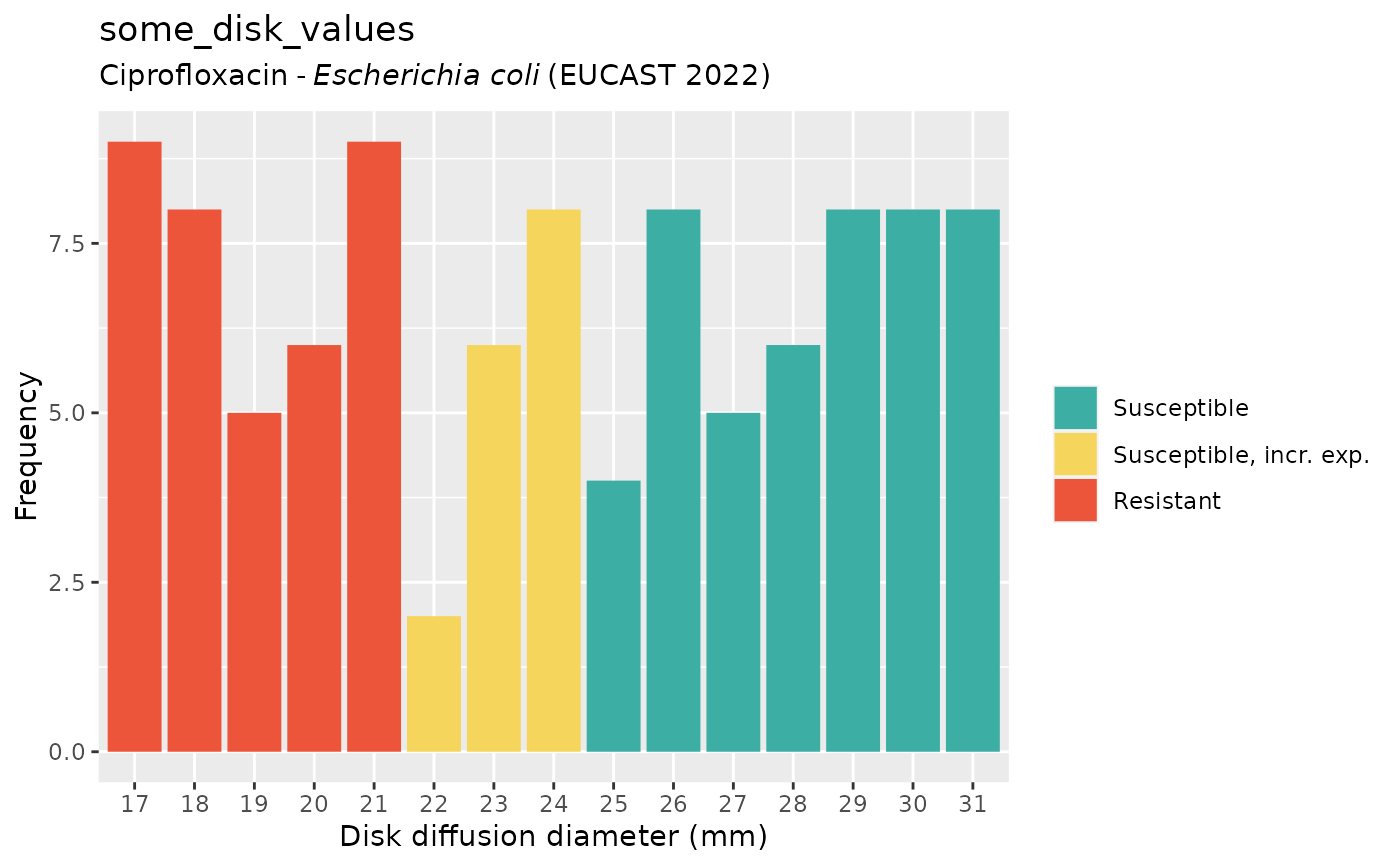 some_disk_values
Ciprofloxacin - Escherichia coli (EUCAST 2022)
Frequency
7.5
5.0
2.5
0.0
17 18 19 20 21 22 23 24 25 26 27 28 29 30 31
Disk diffusion diameter (mm)
Susceptible
Susceptible, incr. exp.
Resistant